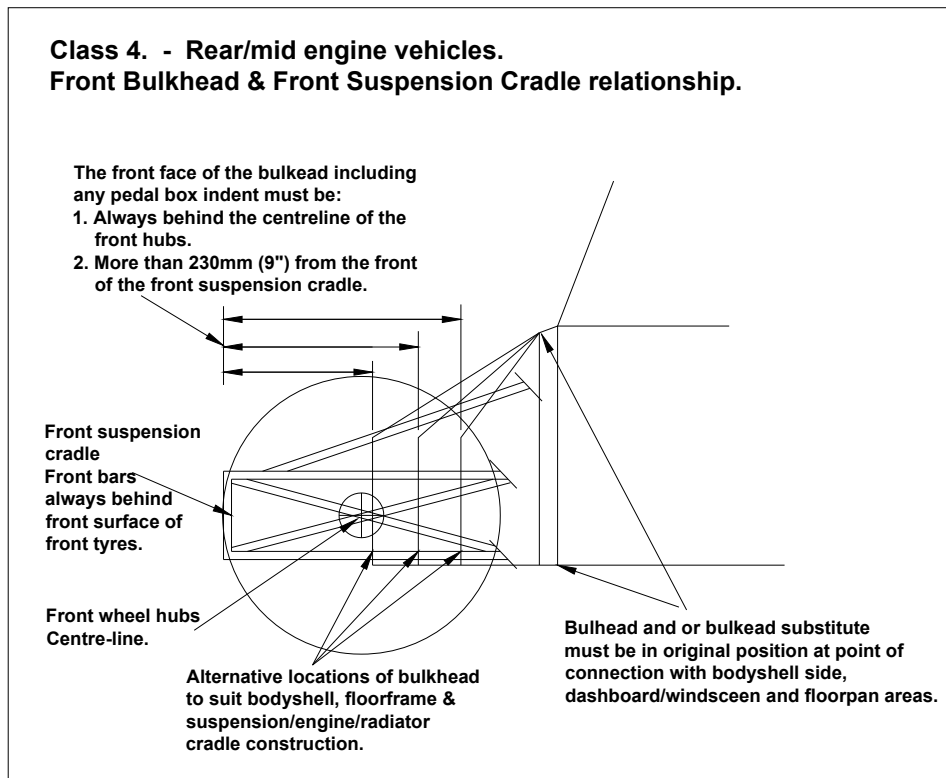 Class 4.  -  Rear/mid engine vehicles.
Front Bulkhead & Front Suspension Cradle relationship.
The front face of the bulkead including
any pedal box indent must be:
1. Always behind the centreline of the
front hubs.
2. More than 230mm (9") from the front
of the front suspension cradle.
Front suspension
cradle
Front bars
always behind
front surface of
front tyres.
Front wheel hubs
Centre-line.
Alternative locations of bulkhead
to suit bodyshell, floorframe &
suspension/engine/radiator
cradle construction.
Bulhead and or bulkead substitute
must be in original position at point of
connection with bodyshell side,
dashboard/windsceen and floorpan areas.